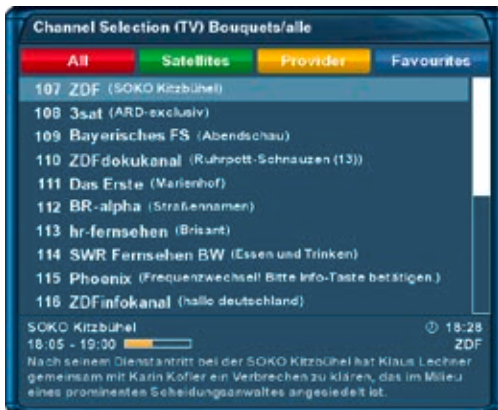 Channel Selection (TV) Bouquets/alle
All Satellites Provider Favourites
107 ZDF (SOKO Kitzbühel)
108 3sat (ARD-exclusiv)
109 Bayerisches FS (Abendschau)
110 ZDFdokukanal (Ruhrpott-Schnauzen (13))
111 Das Erste (Marienhof)
112 BR-alpha (Straßennamen)
113 hr-fernsehen (Brisant)
114 SWR Fernsehen BW (Essen und Trinken)
115 Phoenix (Frequenzwechsel! Bitte Info-Taste betätigen.)
116 ZDFinfokanal (hallo deutschland)
SOKO Kitzbühel 18:28
18:05 - 19:00 ZDF
Nach seinem Dienstantritt bei der SOKO Kitzbühel hat Klaus Lechner
gemeinsam mit Karin Kofler ein Verbrechen zu klären, das im Milieu
eines prominenten Scheidungsanwaltes angesiedelt ist.